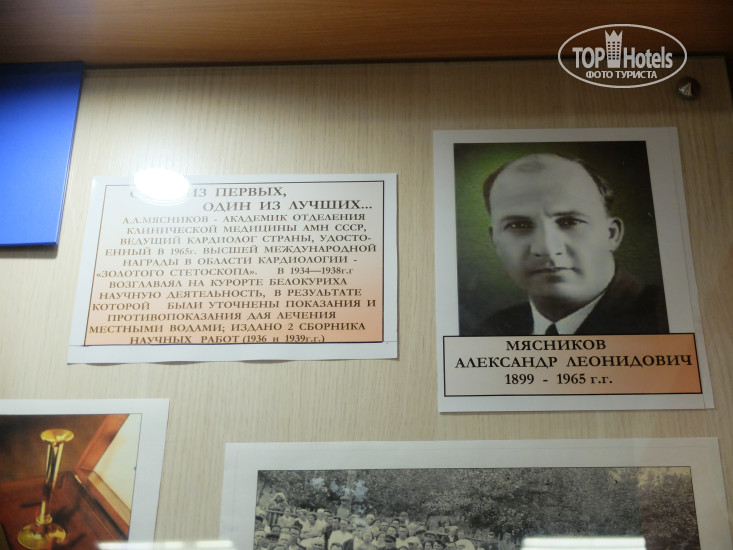 TOP Hotels
ФОТО ТУРИСТА
ИЗ ПЕРВЫХ,
ОДИН ИЗ ЛУЧШИХ...
А.Л.МЯСНИКОВ - АКАДЕМИК ОТДЕЛЕНИЯ
КЛИНИЧЕСКОЙ МЕДИЦИНЫ АМН СССР,
ВЕДУЩИЙ КАРДИОЛОГ СТРАНЫ, УДОСТО-
ЕННЫЙ В 1965г. ВЫСШЕЙ МЕЖДУНАРОДНОЙ
НАГРАДЫ В ОБЛАСТИ КАРДИОЛОГИИ -
«ЗОЛОТОГО СТЕТОСКОПА». В 1934—1938г.г
ВОЗГЛАВЛЯЛ НА КУРОРТЕ БЕЛОКУРИХА
НАУЧНУЮ ДЕЯТЕЛЬНОСТЬ, В РЕЗУЛЬТАТЕ
КОТОРОЙ БЫЛИ УТОЧНЕНЫ ПОКАЗАНИЯ И
ПРОТИВОПОКАЗАНИЯ ДЛЯ ЛЕЧЕНИЯ
МЕСТНЫМИ ВОДАМИ; ИЗДАНО 2 СБОРНИКА
НАУЧНЫХ РАБОТ (1936 и 1939г.г.)
МЯСНИКОВ
АЛЕКСАНДР ЛЕОНИДОВИЧ
1899 - 1965 г.г.